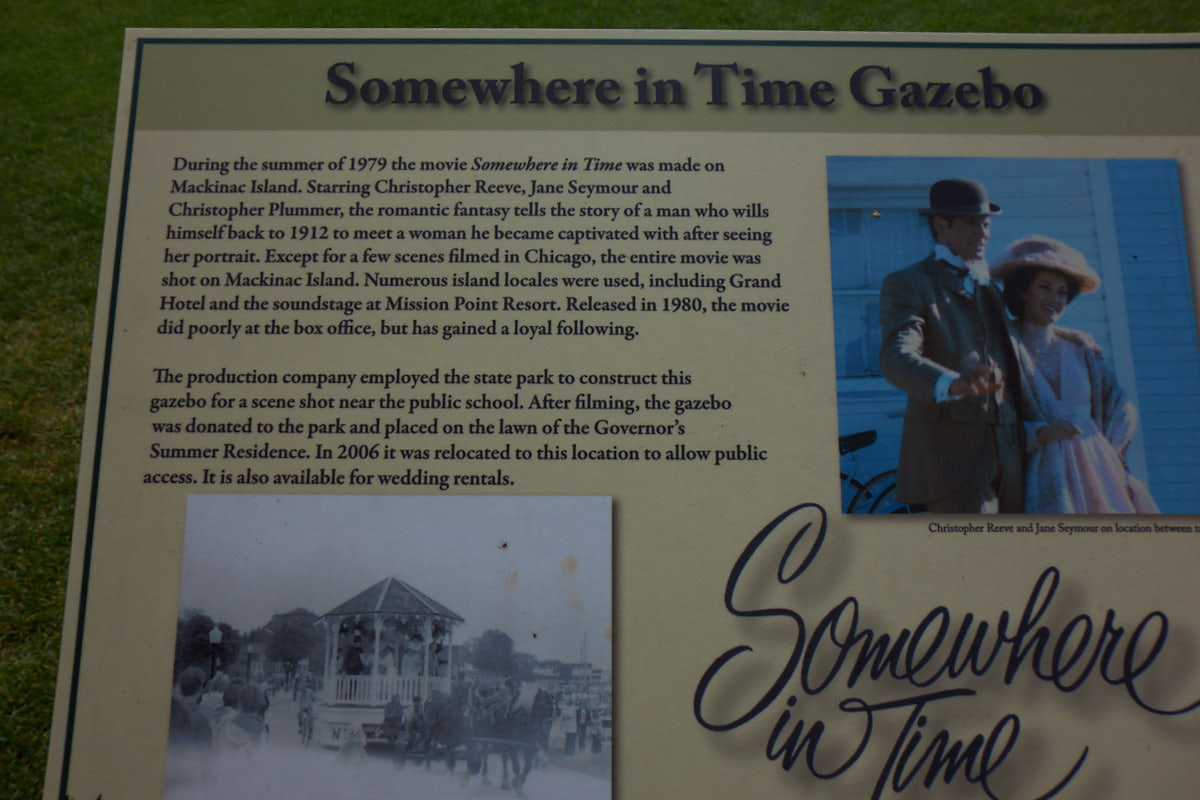 Somewhere in Time Gazebo
During the summer of 1979 the movie Somewhere in Time was made on
Mackinac Island. Starring Christopher Reeve, Jane Seymour and
Christopher Plummer, the romantic fantasy tells the story of a man who wills
himself back to 1912 to meet a woman he became captivated with after seeing
her portrait. Except for a few scenes filmed in Chicago, the entire movie was
shot on Mackinac Island. Numerous island locales were used, including Grand
Hotel and the soundstage at Mission Point Resort. Released in 1980, the movie
did poorly at the box office, but has gained a loyal following.
The production company employed the state park to construct this
gazebo for a scene shot near the public school. After filming, the gazebo
was donated to the park and placed on the lawn of the Governor's
Summer Residence. In 2006 it was relocated to this location to allow public
access. It is also available for wedding rentals.
Christopher Reeve and Jane Seymour on location between
Somewhere
in Time